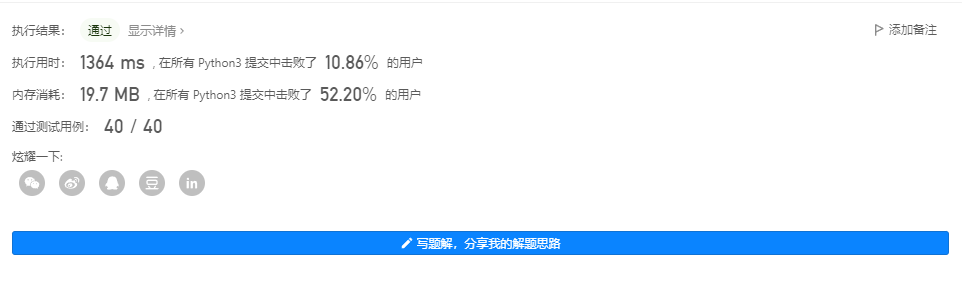 执行结果： 通过 显示详情 › 添加备注
执行用时： 1364 ms , 在所有 Python3 提交中击败了 10.86% 的用户
内存消耗： 19.7 MB , 在所有 Python3 提交中击败了 52.20% 的用户
通过测试用例： 40 / 40
炫耀一下:
豆 in
写题解，分享我的解题思路